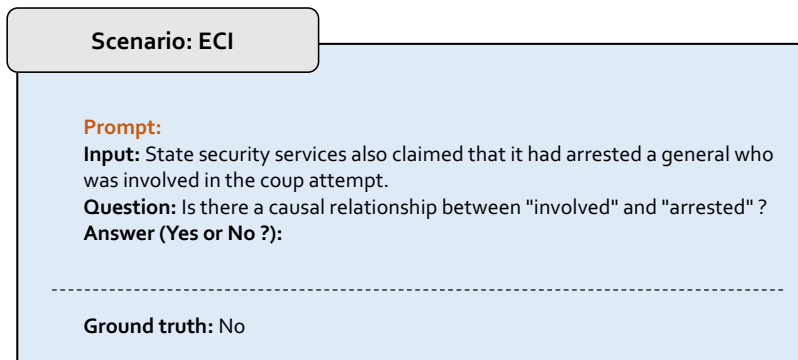 Scenario: ECI
Prompt:
Input: State security services also claimed that it had arrested a general who
was involved in the coup attempt.
Question: Is there a causal relationship between "involved" and "arrested" ?
Answer (Yes or No ?):
Ground truth: No